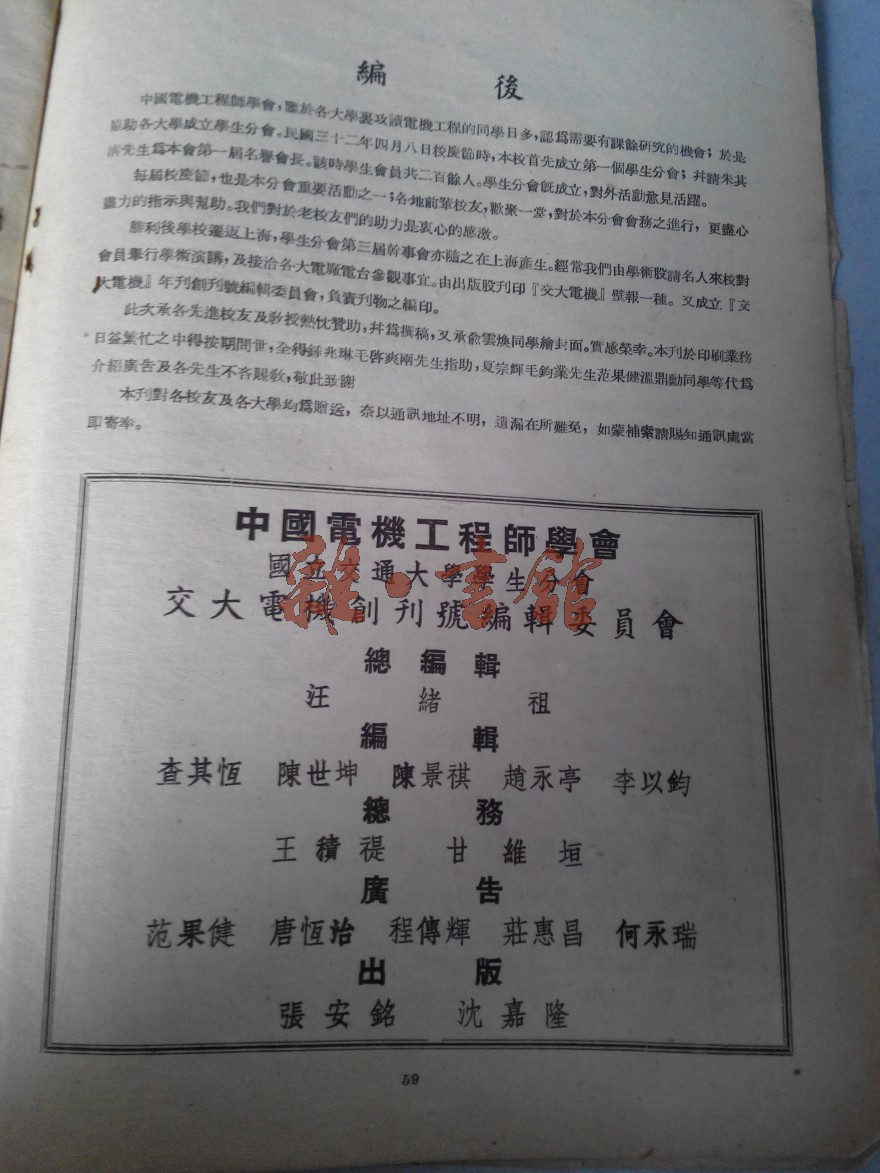 編 後
中國電機工程師學會，鑒於各大學裏攻讀電機工程的同學日多，認爲需要有課餘研究的機會；於是
協助各大學成立學生分會。民國三十二年四月八日校慶節時，本校首先成立第一個學生分會；幷請朱其
清先生爲本會第一屆名譽會長。該時學生會員共二百餘人。學生分會旣成立，對外活動愈見活躍。
每屆校慶節，也是本分會重要活動之一；各地前輩校友，歡聚一堂，對於本分會會務之進行，更盡心
盡力的指示與幫助。我們對於老校友們的助力是衷心的感激。
勝利後學校遷返上海，學生分會第三屆幹事會亦隨之在上海產生。經常我們由學術股請名人來校對
會員舉行學術演講，及接洽各大電廠電台參觀事宜。由出版股刊印『交大電機』壁報一種。又成立『交
大電機』年刊創刊號編輯委員會，負責刊物之編印。
此次承各先進校友及敎授熱忱贊助，幷爲撰稿，又承俞雲煥同學繪封面。實感榮幸。本刊於印刷業務
日益繁忙之中得按期問世，全得鍾兆琳毛啓爽兩先生指助，夏宗輝毛鈞業先生范果健溫鼎勳同學等代爲
介紹廣吿及各先生不吝賜敎，敬此致謝
本刊對各校友及各大學均爲贈送，奈以通訊地址不明，遺漏在所難免，如蒙補索請賜知通訊處當
卽寄奉。
中國電機工程師學會
國立交通大學學生分會
交大電機創刊號編輯委員會
總編輯
汪緒祖
編輯
查其恆 陳世坤 陳景祺 趙永亭 李以鈞
總務
王積禔 甘維垣
廣告
范果健 唐恆治 程傳輝 莊惠昌 何永瑞
出版
張安銘 沈嘉隆
59
雜·書館